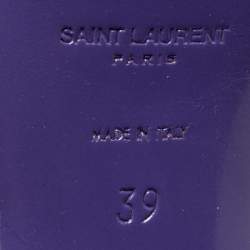 SAINT LAURENT
PARIS
MADE IN ITALY
39